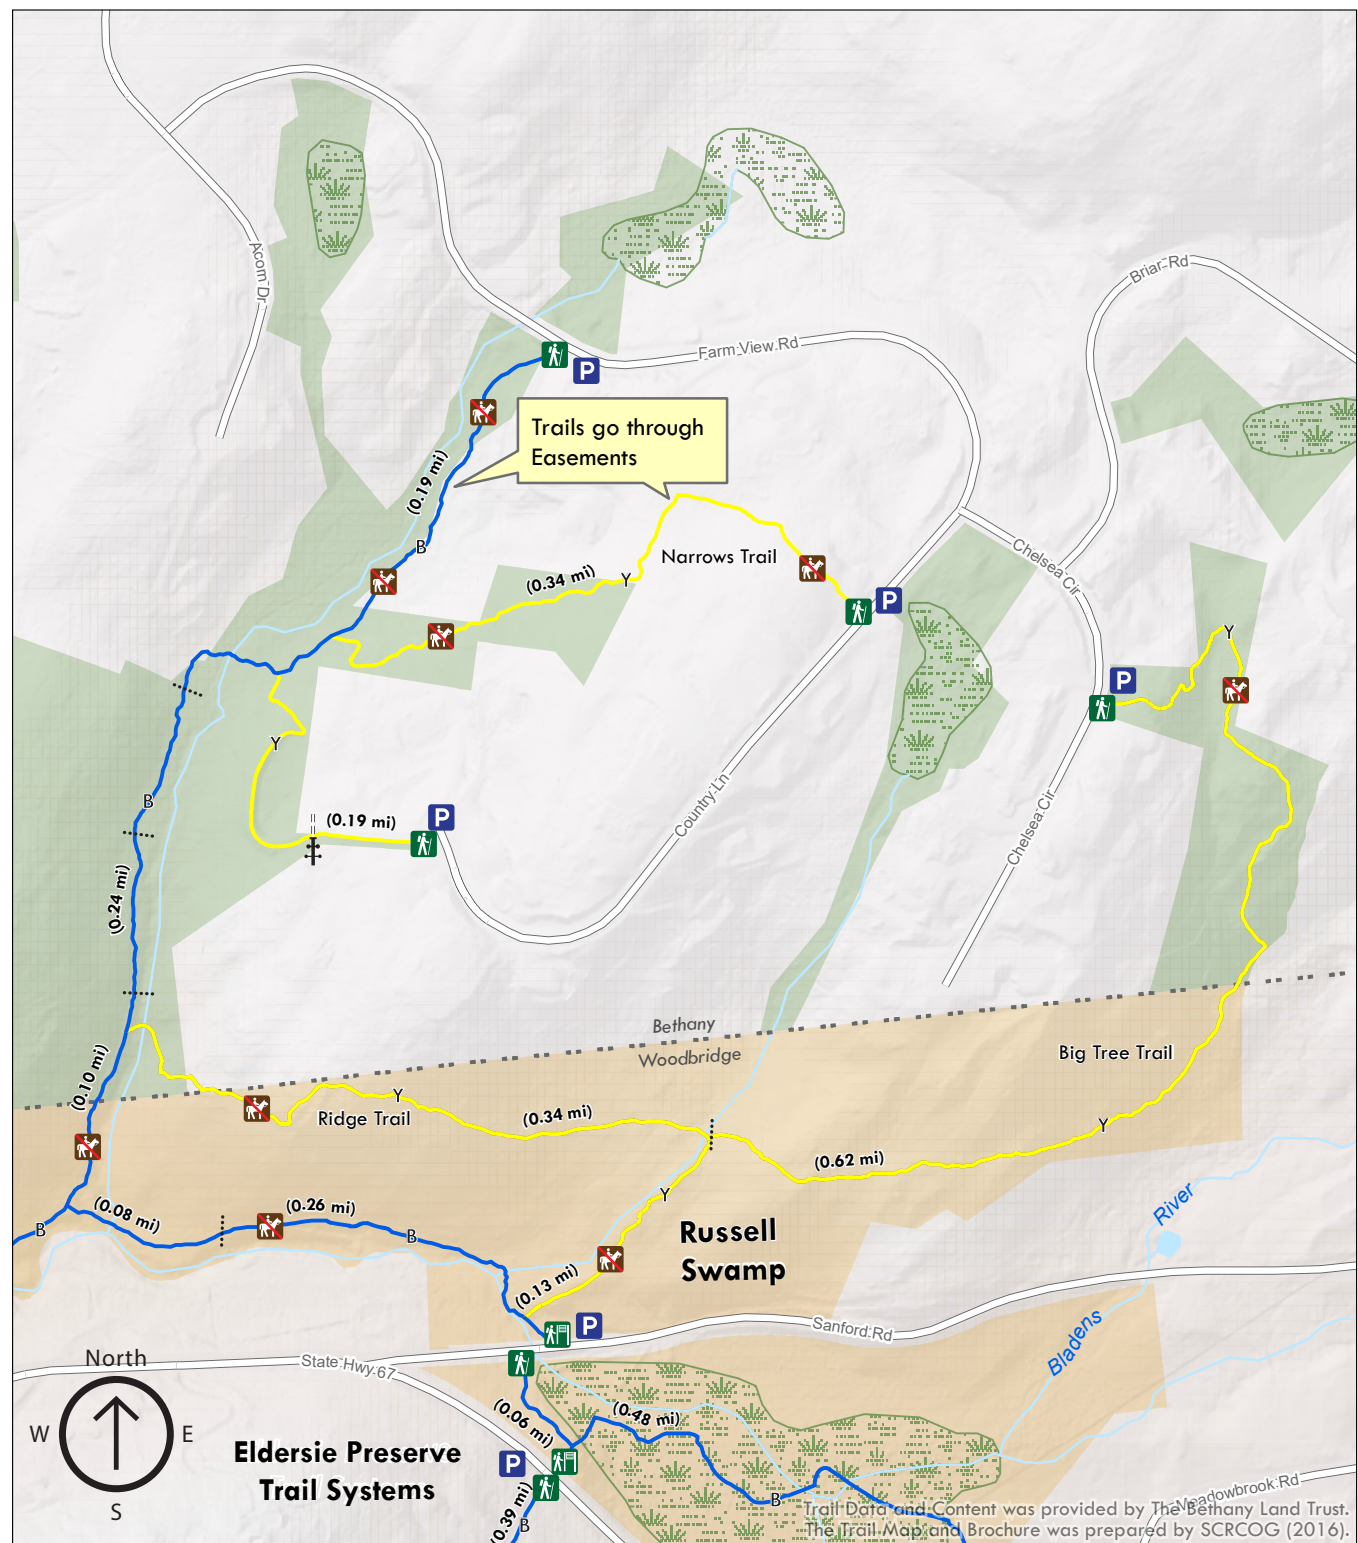 Acorn Dr
Briar Rd
Farm View Rd
P
Trails go through
Easements
(0.19 mi)
B
Narrows Trail
(0.34 mi)
Y
Chelsea Cir
P
Y
P
Y
B
(0.19 mi)
P
Country Ln
Chelsea Cir
(0.24 mi)
Bethany
Woodbridge
Big Tree Trail
(0.10 mi)
Y
Ridge Trail
(0.34 mi)
Y
(0.62 mi)
Y
River
(0.08 mi)
(0.26 mi)
B
B
Russell
Swamp
(0.13 mi)
P
Sanford Rd
Bladens
North
State Hwy 67
W
E
S
(0.06 mi)
(0.48 mi)
Eldersie Preserve
Trail Systems
P
B
(0.39 mi)
B
Meadowbrook Rd
Trail Data and Content was provided by The Bethany Land Trust.
The Trail Map and Brochure was prepared by SCRCOG (2016).